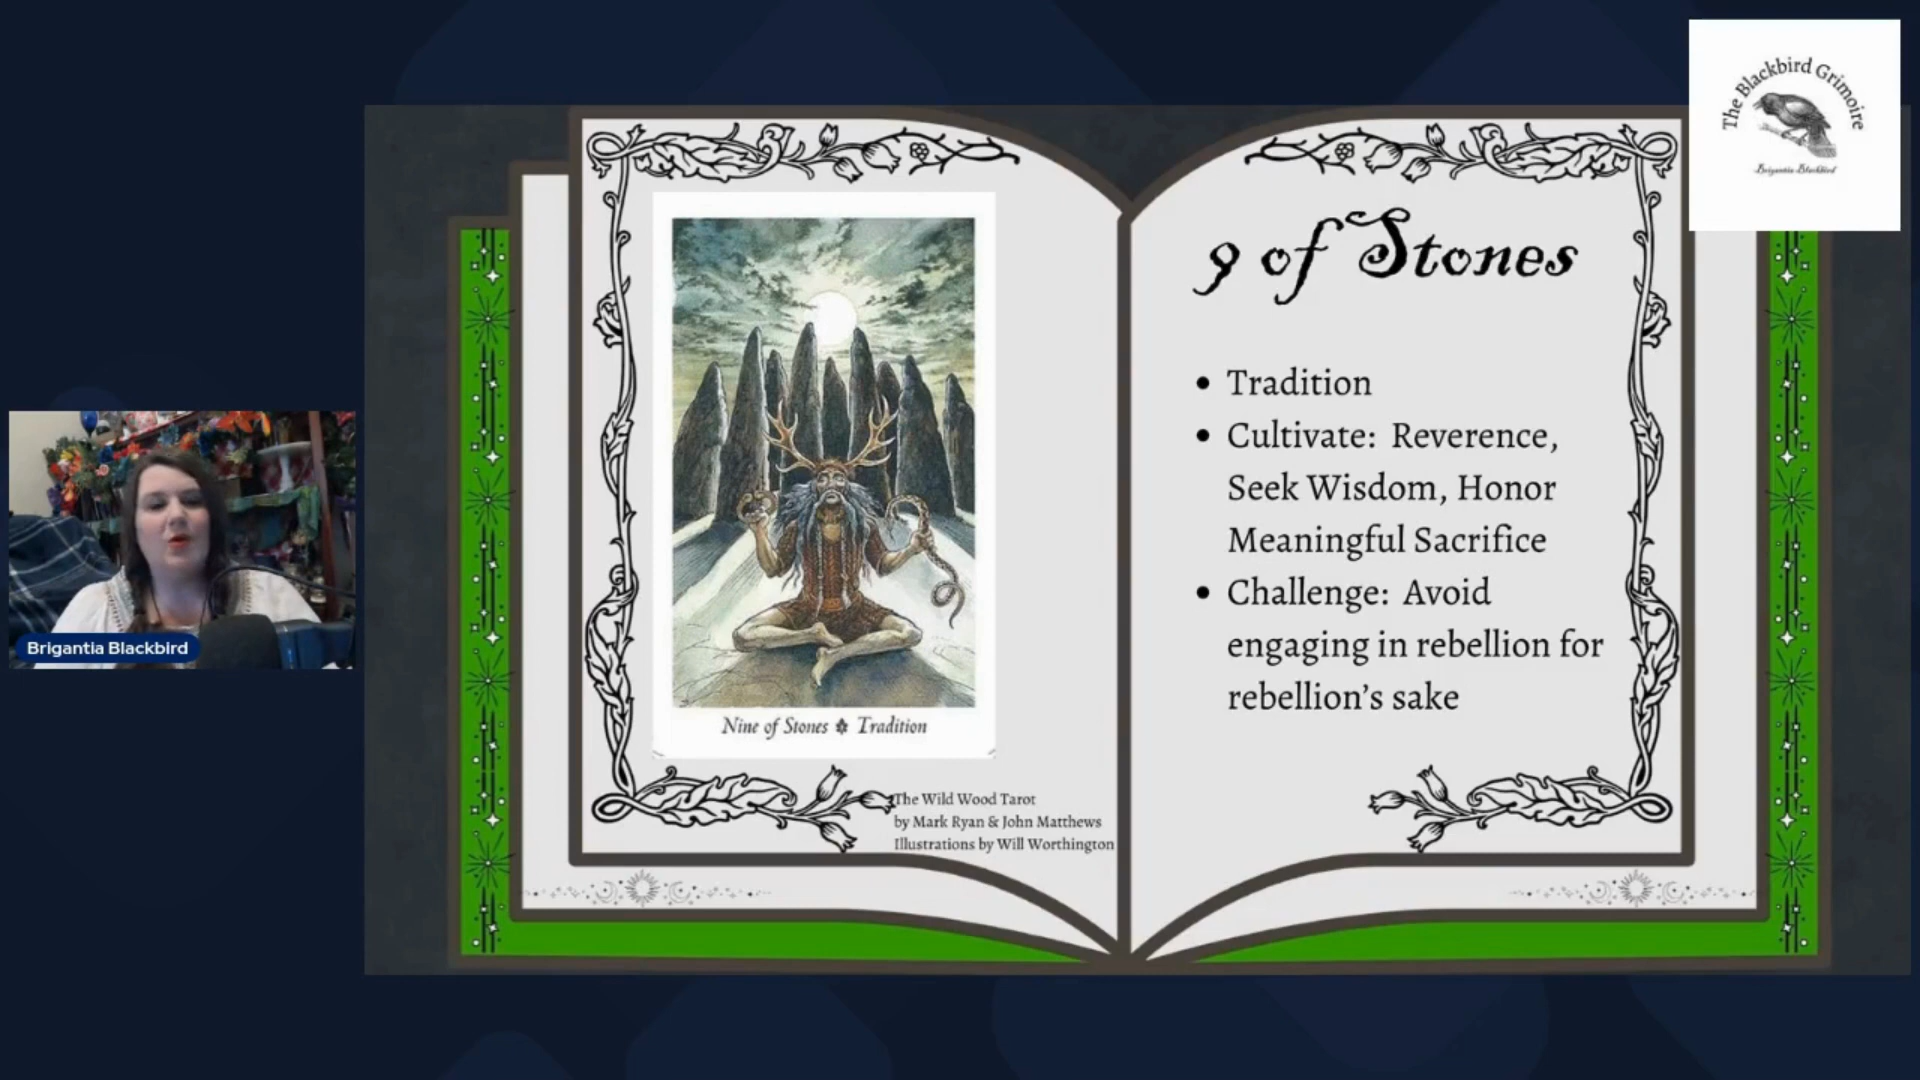 The Blackbird Grimoire
Brigantia Blackbird
9 of Stones
Tradition
Cultivate: Reverence,
Seek Wisdom, Honor
Meaningful Sacrifice
Challenge: Avoid
engaging in rebellion for
rebellion’s sake
Nine of Stones Tradition
The Wild Wood Tarot
by Mark Ryan & John Matthews
Illustrations by Will Worthington
Brigantia Blackbird